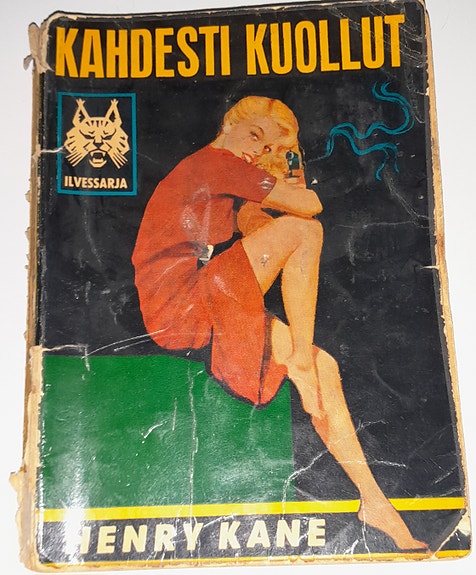 KAHDESTI KUOLLUT
ILVESSARJA
HENRY KANE